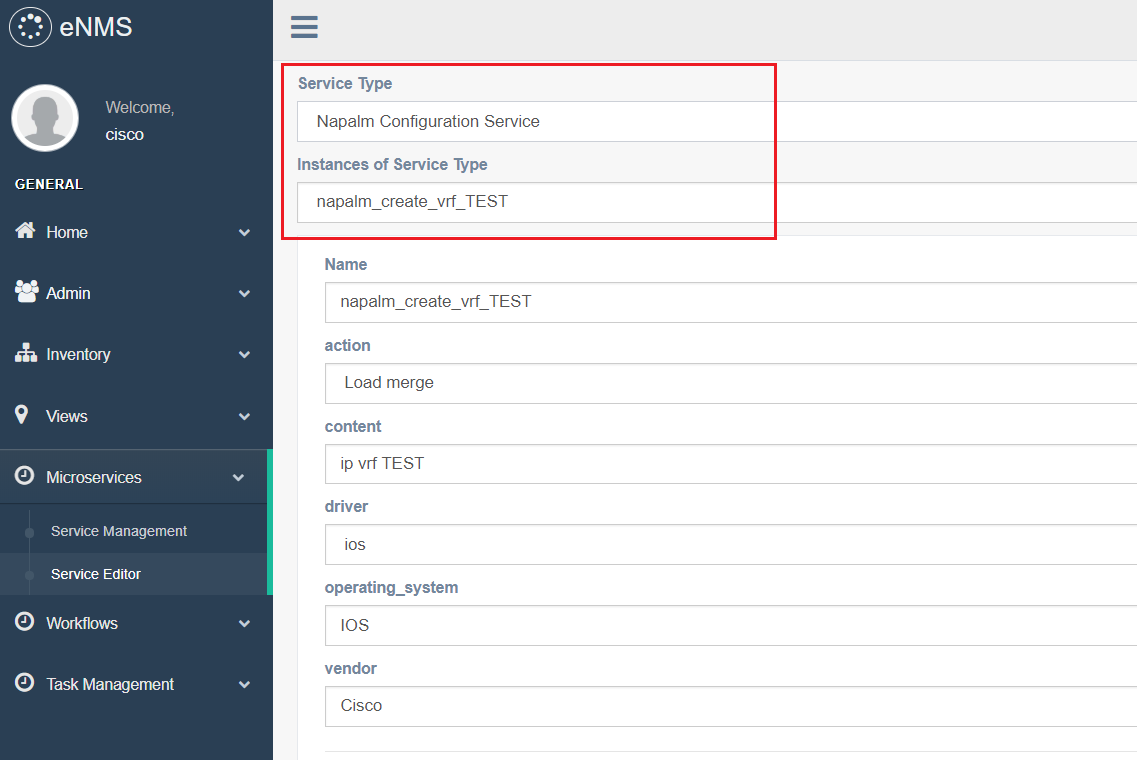 eNMS
Welcome,
cisco
GENERAL
Home
Admin
Inventory
Views
Microservices
Service Management
Service Editor
Workflows
Task Management
Service Type
Napalm Configuration Service
Instances of Service Type
napalm_create_vrf_TEST
Name
napalm_create_vrf_TEST
action
Load merge
content
ip vrf TEST
driver
ios
operating_system
IOS
vendor
Cisco